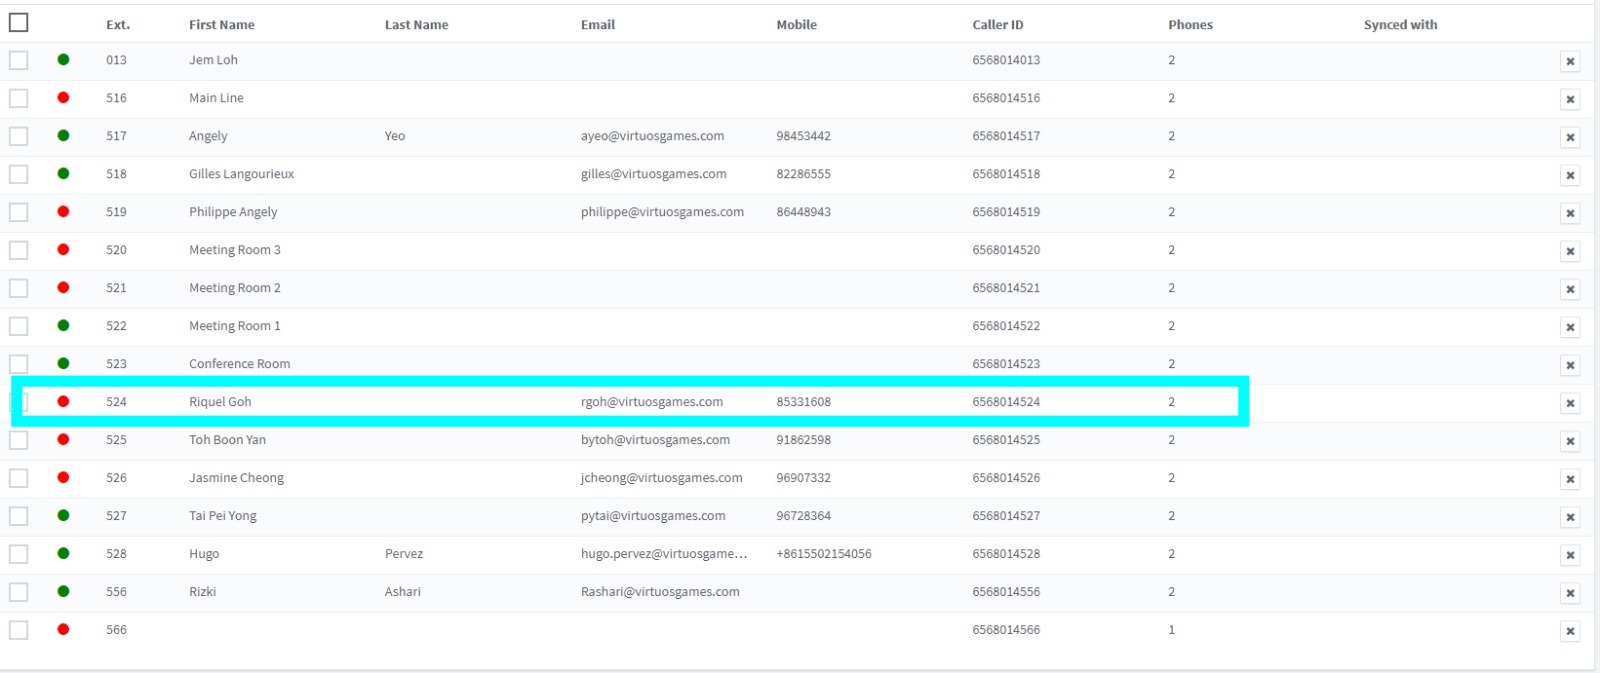 Ext. First Name Last Name Email Mobile Caller ID Phones Synced with
013 Jem Loh 6568014013 2
516 Main Line 6568014516 2
517 Angely Yeo ayeo@virtuosgames.com 98453442 6568014517 2
518 Gilles Langourieux gilles@virtuosgames.com 82286555 6568014518 2
519 Philippe Angely philippe@virtuosgames.com 86448943 6568014519 2
520 Meeting Room 3 6568014520 2
521 Meeting Room 2 6568014521 2
522 Meeting Room 1 6568014522 2
523 Conference Room 6568014523 2
524 Riquel Goh rgoh@virtuosgames.com 85331608 6568014524 2
525 Toh Boon Yan bytoh@virtuosgames.com 91862598 6568014525 2
526 Jasmine Cheong jcheong@virtuosgames.com 96907332 6568014526 2
527 Tai Pei Yong pytai@virtuosgames.com 96728364 6568014527 2
528 Hugo Pervez hugo.pervez@virtuosgame... +8615502154056 6568014528 2
556 Rizki Ashari Rashari@virtuosgames.com 6568014556 2
566 6568014566 1